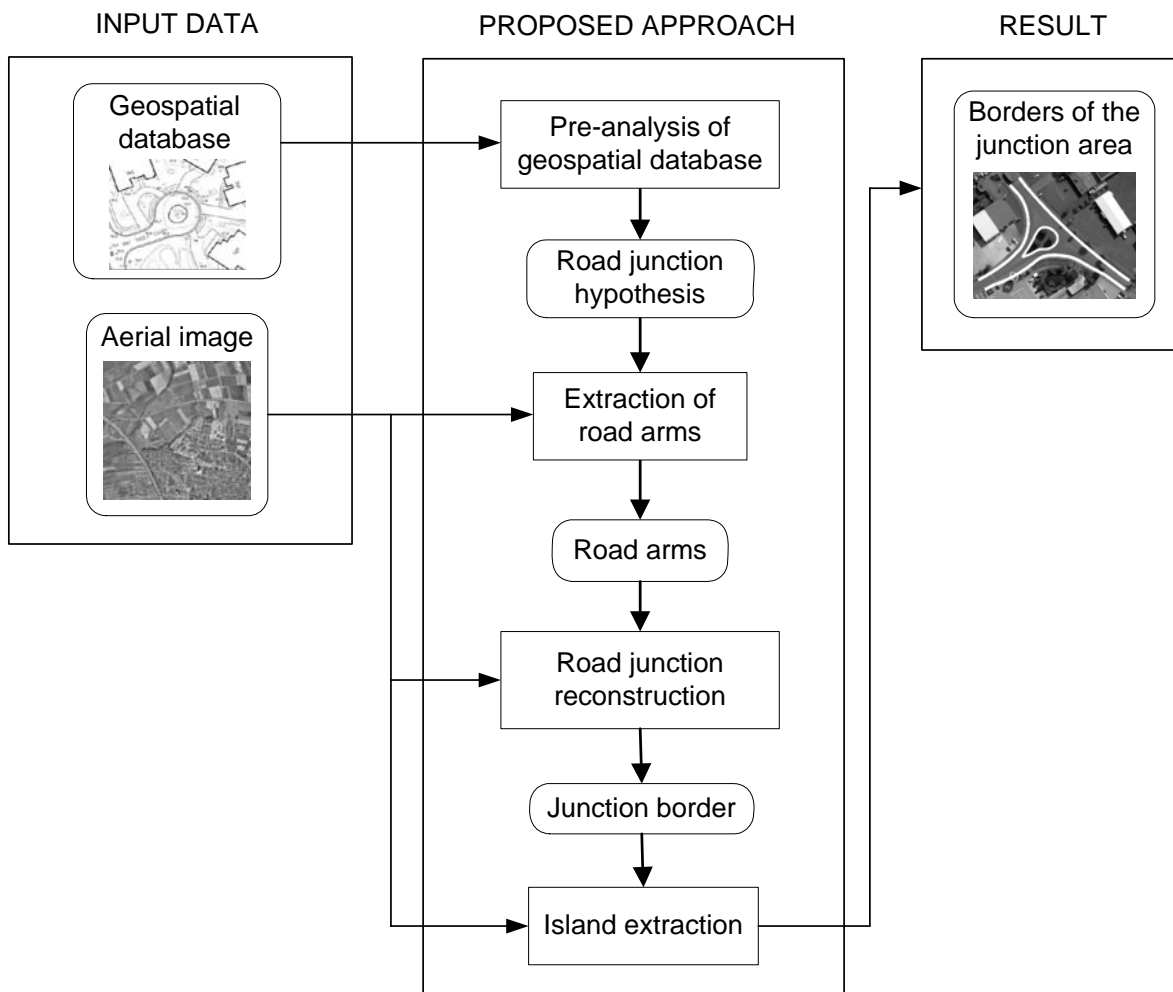 INPUT DATA
Geospatial
database
Aerial image
PROPOSED APPROACH
Pre-analysis of
geospatial database
Road junction
hypothesis
Extraction of
road arms
Road arms
Road junction
reconstruction
Junction border
Island extraction
RESULT
Borders of the
junction area